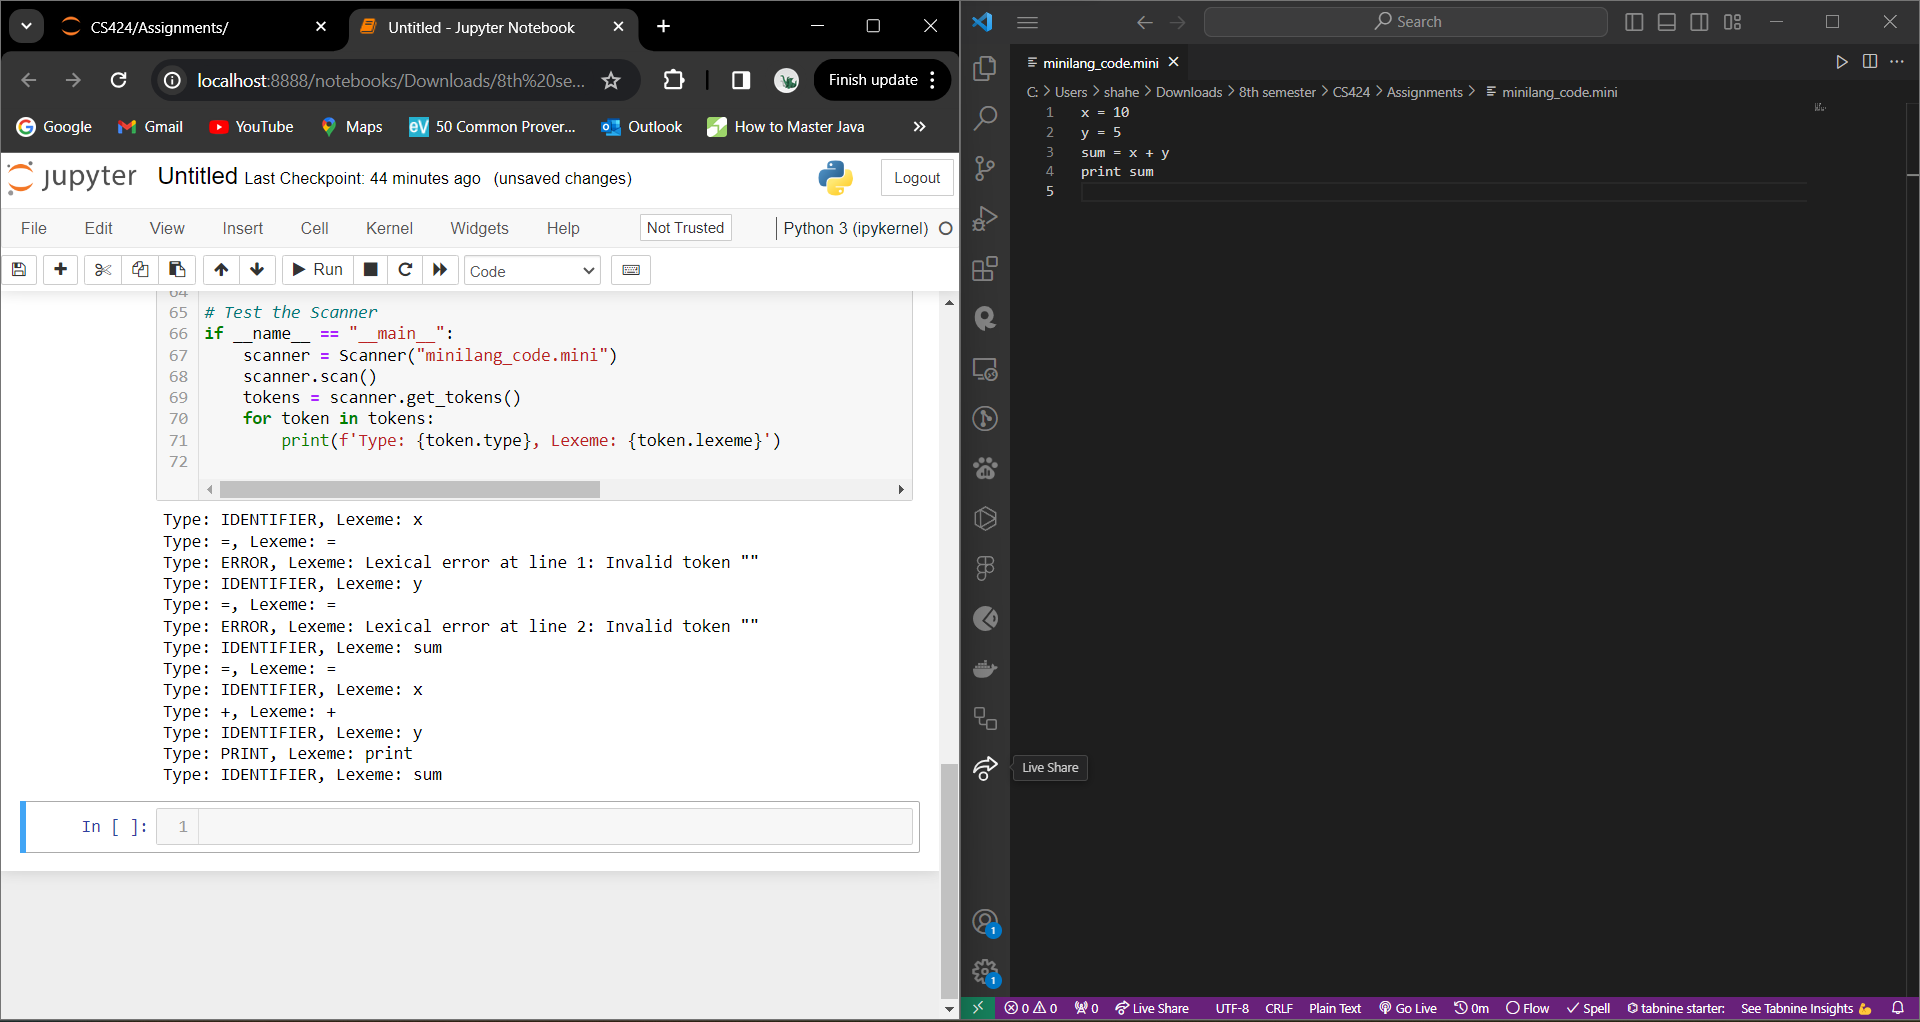 CS424/Assignments/
Untitled - Jupyter Notebook
localhost:8888/notebooks/Downloads/8th%20se...
Finish update
Google
Gmail
YouTube
Maps
eV
50 Common Prover...
Outlook
How to Master Java
»
jupyter
Untitled Last Checkpoint: 44 minutes ago (unsaved changes)
Logout
File
Edit
View
Insert
Cell
Kernel
Widgets
Help
Not Trusted
Python 3 (ipykernel)
Run
Code
64
65 # Test the Scanner
66 if __name__ == "__main__":
67     scanner = Scanner("minilang_code.mini")
68     scanner.scan()
69     tokens = scanner.get_tokens()
70     for token in tokens:
71         print(f'Type: {token.type}, Lexeme: {token.lexeme}')
72
Type: IDENTIFIER, Lexeme: x
Type: =, Lexeme: =
Type: ERROR, Lexeme: Lexical error at line 1: Invalid token ""
Type: IDENTIFIER, Lexeme: y
Type: =, Lexeme: =
Type: ERROR, Lexeme: Lexical error at line 2: Invalid token ""
Type: IDENTIFIER, Lexeme: sum
Type: =, Lexeme: =
Type: IDENTIFIER, Lexeme: x
Type: +, Lexeme: +
Type: IDENTIFIER, Lexeme: y
Type: PRINT, Lexeme: print
Type: IDENTIFIER, Lexeme: sum
In [ ]: 1
Search
minilang_code.mini
C: > Users > shahe > Downloads > 8th semester > CS424 > Assignments > minilang_code.mini
1 x = 10
2 y = 5
3 sum = x + y
4 print sum
5
Live Share
1
1
0 0
0
Live Share
UTF-8
CRLF
Plain Text
Go Live
0m
Flow
Spell
tabnine starter:
See Tabnine Insights